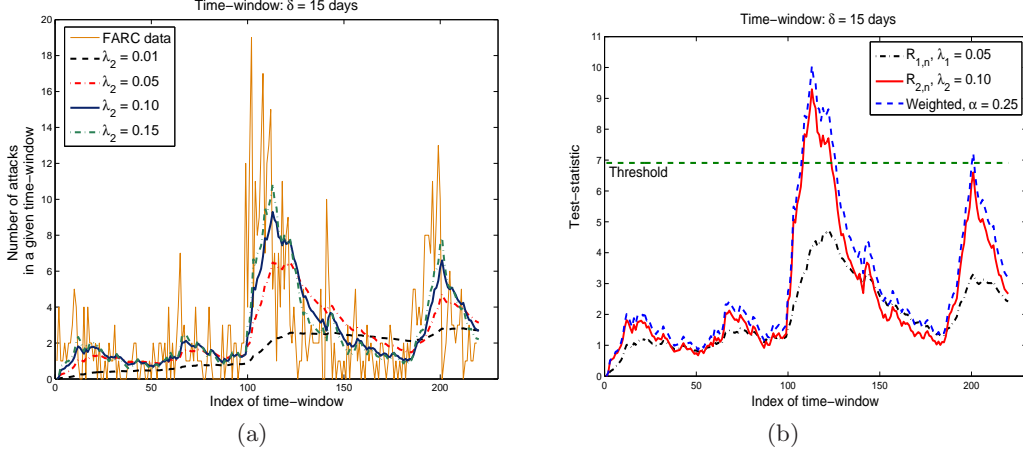 Time−window: δ = 15 days
20
18
16
14
12
10
8
6
4
2
0
0
50
100
150
200
Number of attacks
in a given time−window
Index of time−window
FARC data
λ2 = 0.01
λ2 = 0.05
λ2 = 0.10
λ2 = 0.15
(a)
Time−window: δ = 15 days
11
10
9
8
7
6
5
4
3
2
1
0
0
50
100
150
200
Test−statistic
Index of time−window
R1,n, λ1 = 0.05
R2,n, λ2 = 0.10
Weighted, α = 0.25
Threshold
(b)